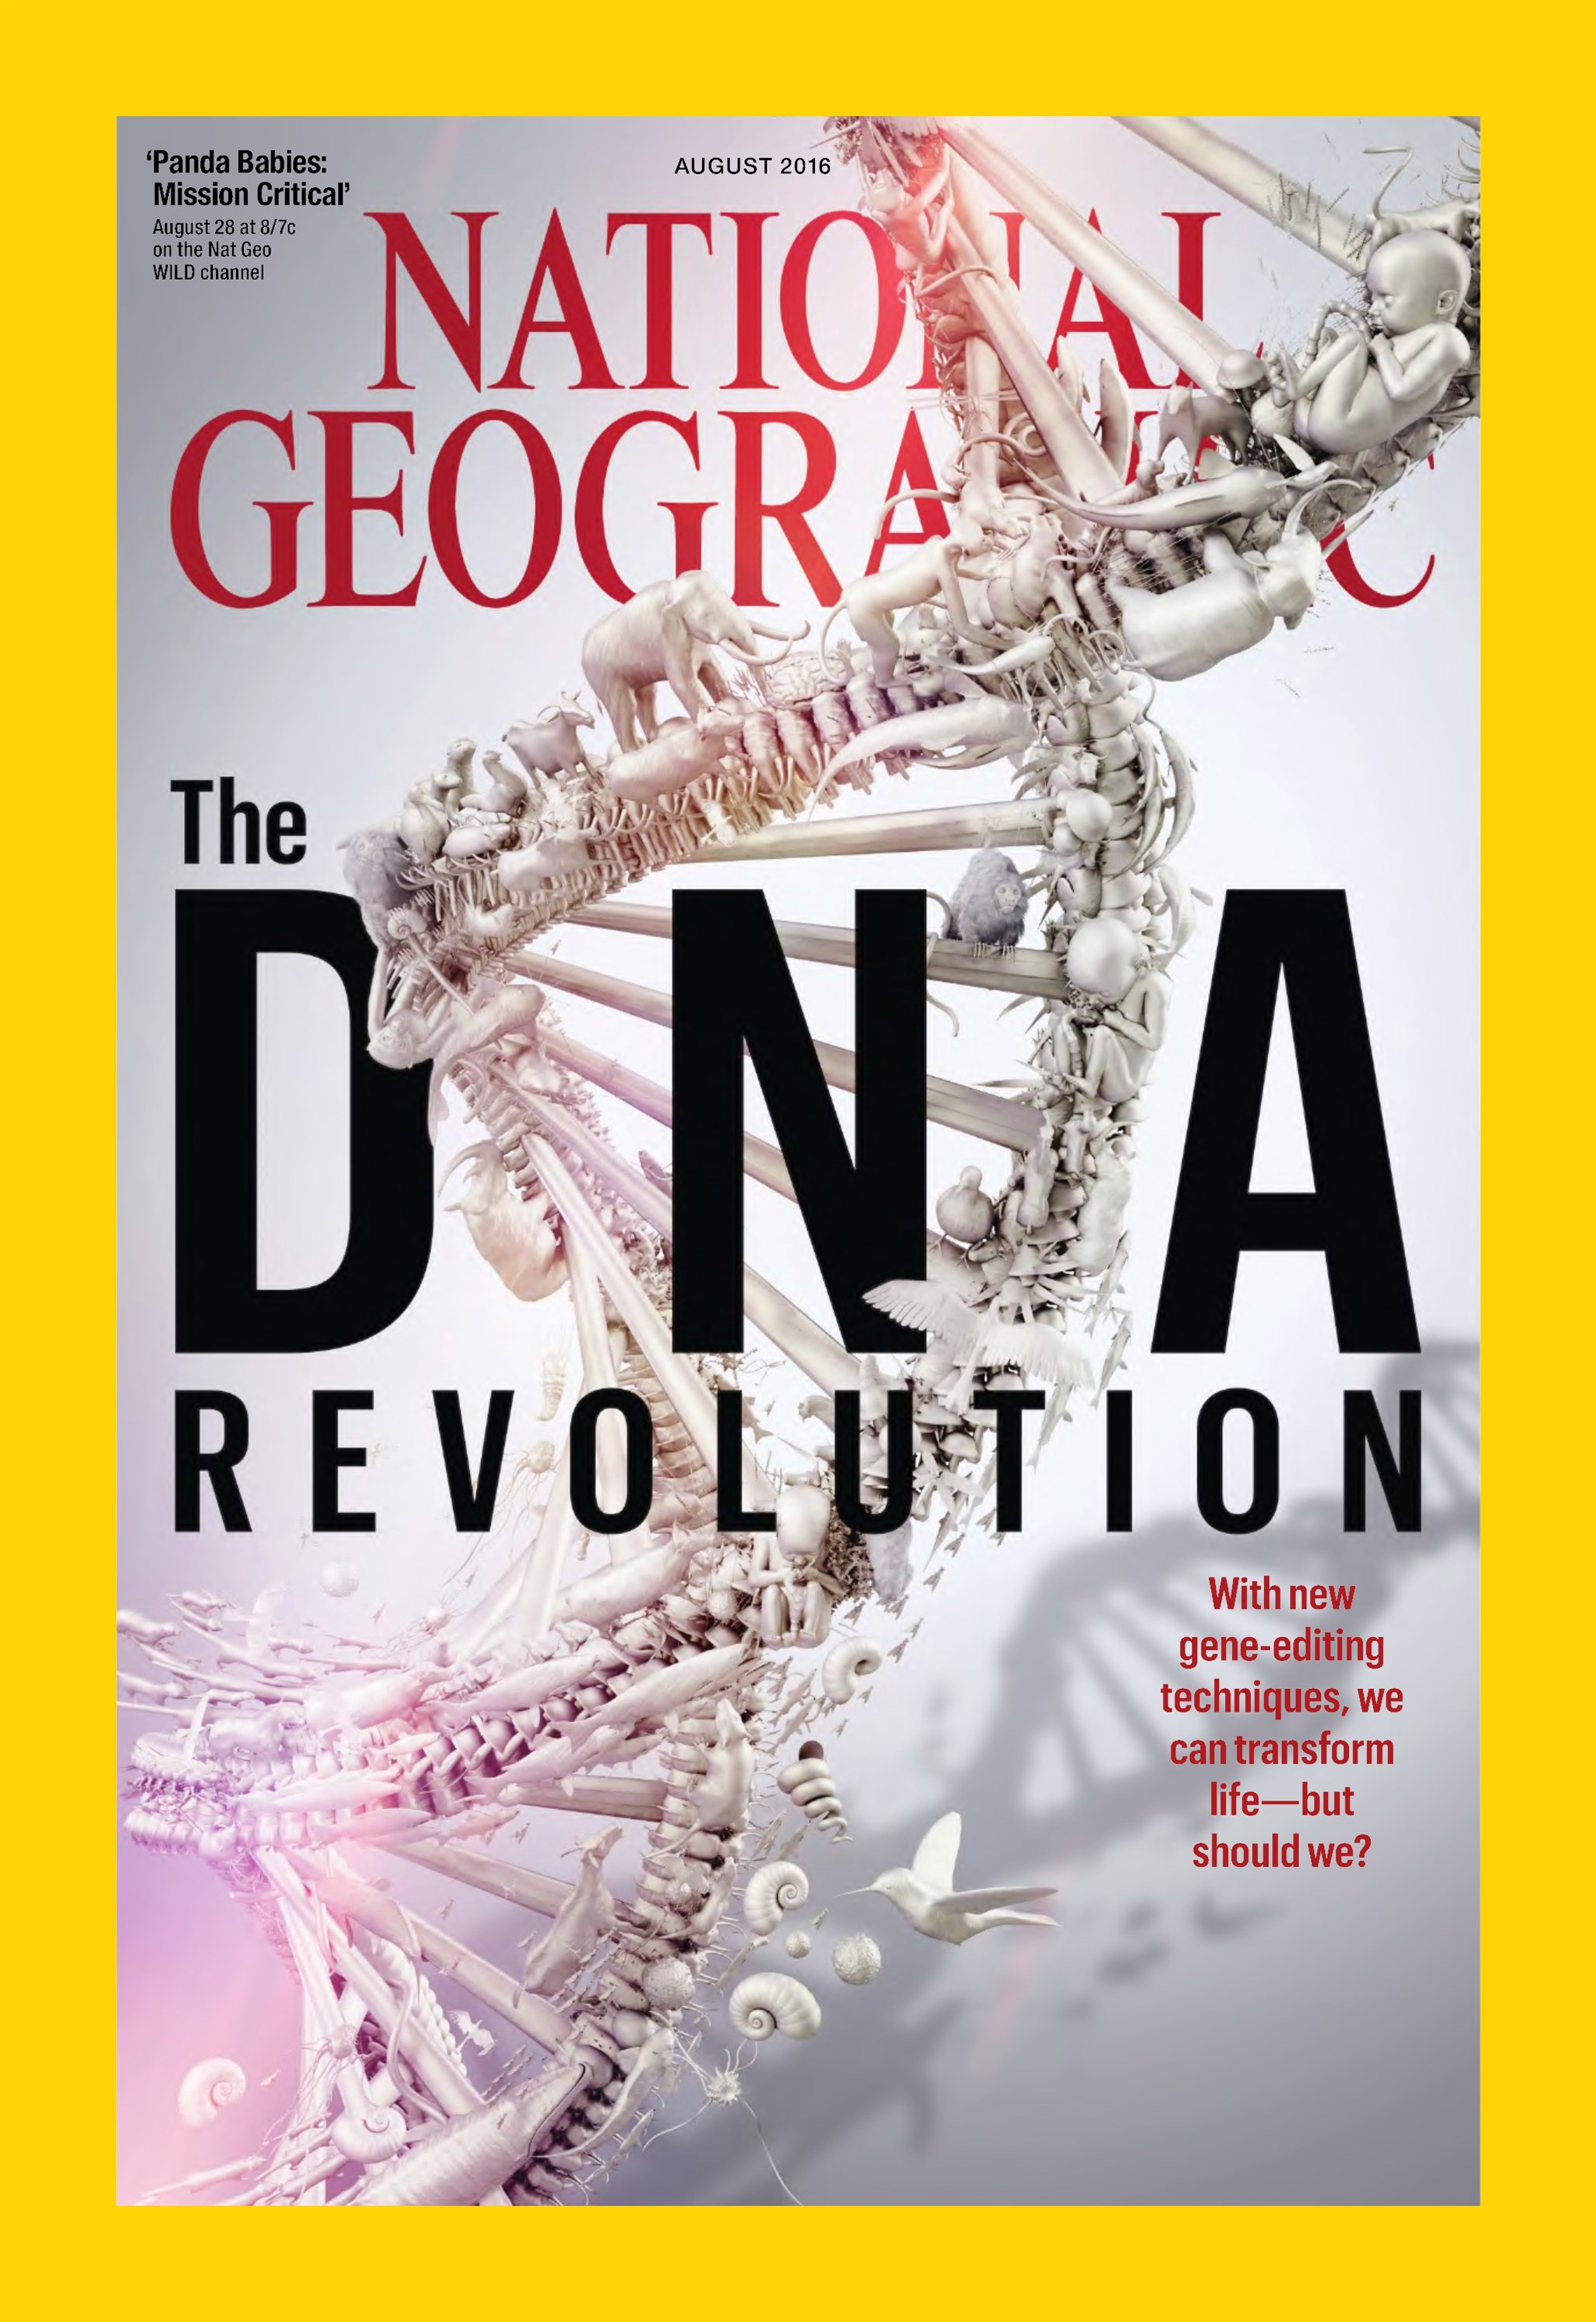 ‘Panda Babies:
Mission Critical’
August 28 at 8/7c
on the Nat Geo
WILD channel
AUGUST 2016
NATIONAL
GEOGRAPHIC
The
DNA
REVOLUTION
With new
gene-editing
techniques, we
can transform
life—but
should we?